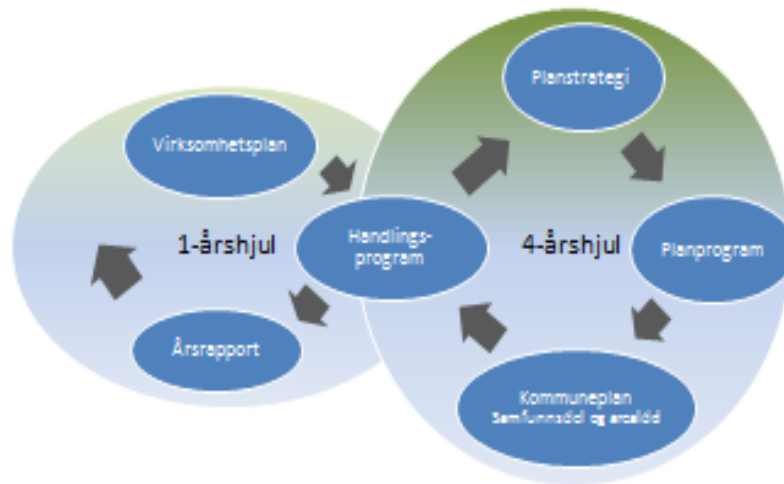 Planstrategi
Virksomhetsplan
1-årshjul
Handlings-
program
4-årshjul
Planprogram
Årsrapport
Kommuneplan
Samfunnsdel og arealdel